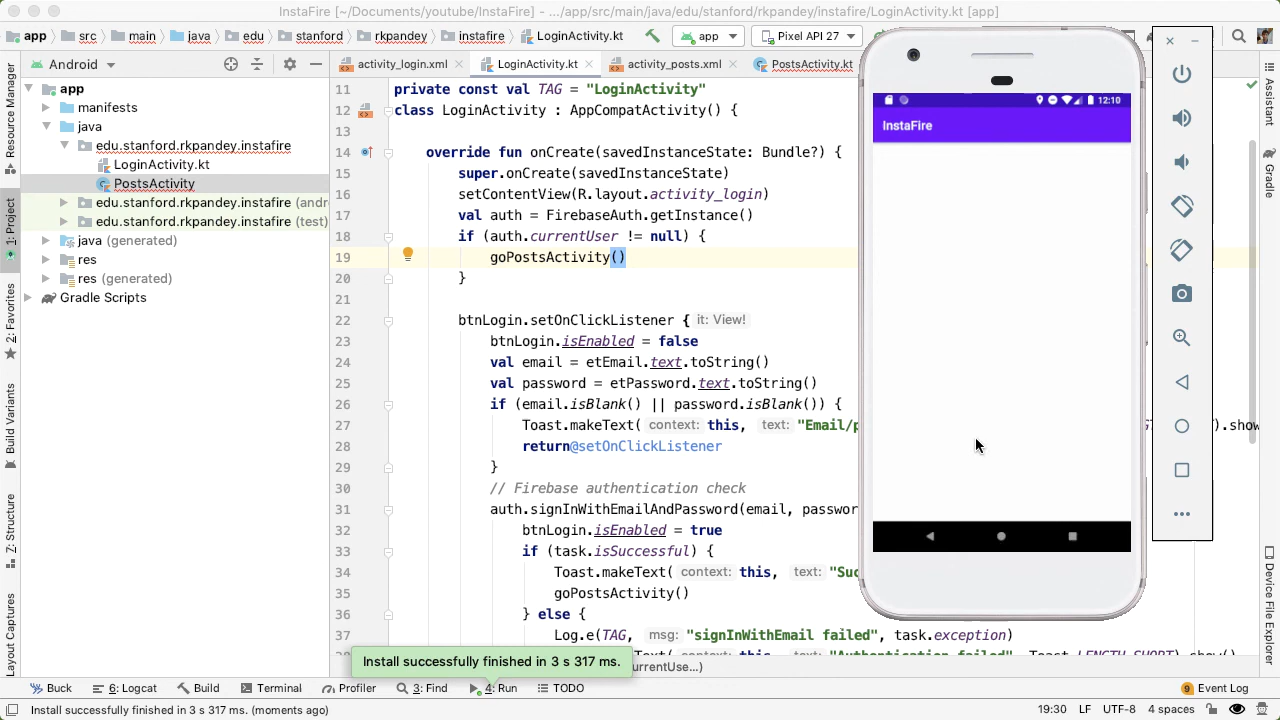 InstaFire [~/Documents/youtube/InstaFire] - .../app/src/main/java/edu/stanford/rkpandey/instafire/LoginActivity.kt [app]
app src main java edu stanford rkpandey instafire LoginActivity.kt app Pixel API 27
Android
activity_login.xml LoginActivity.kt activity_posts.xml PostsActivity.kt
Resource Manager
1: Project
2: Favorites
Build Variants
Z: Structure
Layout Captures
app
manifests
java
edu.stanford.rkpandey.instafire
LoginActivity.kt
PostsActivity
edu.stanford.rkpandey.instafire (andr
edu.stanford.rkpandey.instafire (test)
java (generated)
res
res (generated)
Gradle Scripts
11 private const val TAG = "LoginActivity"
12 class LoginActivity : AppCompatActivity() {
13
14 override fun onCreate(savedInstanceState: Bundle?) {
15 super.onCreate(savedInstanceState)
16 setContentView(R.layout.activity_login)
17 val auth = FirebaseAuth.getInstance()
18 if (auth.currentUser != null) {
19 goPostsActivity()
20 }
21
22 btnLogin.setOnClickListener { it: View!
23 btnLogin.isEnabled = false
24 val email = etEmail.text.toString()
25 val password = etPassword.text.toString()
26 if (email.isBlank() || password.isBlank()) {
27 Toast.makeText( context: this, text: "Email/p ).show
28 return@setOnClickListener
29 }
30 // Firebase authentication check
31 auth.signInWithEmailAndPassword(email, passwor
32 btnLogin.isEnabled = true
33 if (task.isSuccessful) {
34 Toast.makeText( context: this, text: "Suc
35 goPostsActivity()
36 } else {
37 Log.e(TAG, msg: "signInWithEmail failed", task.exception)
12:10
InstaFire
Assistant
Gradle
Device File Explorer
Install successfully finished in 3 s 317 ms.
urrentUse...)
Buck 6: Logcat Build Terminal Profiler 3: Find 4: Run TODO 9 Event Log
Install successfully finished in 3 s 317 ms. (moments ago) 19:30 LF UTF-8 4 spaces